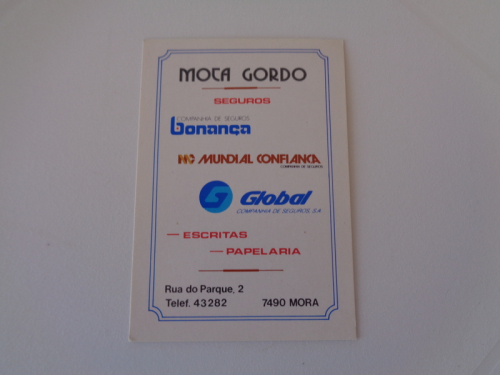 MOTA GORDO
SEGUROS
COMPANHIA DE SEGUROS
bonança
MC MUNDIAL CONFIANÇA
COMPANHIA DE SEGUROS
G Global
COMPANHIA DE SEGUROS, S.A.
— ESCRITAS
— PAPELARIA
Rua do Parque, 2
Telef. 43282 7490 MORA